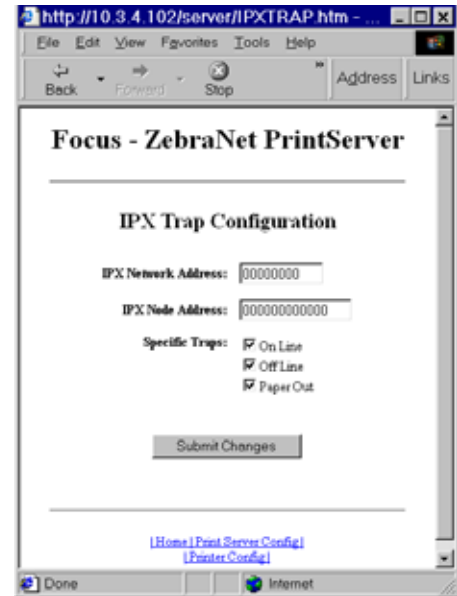 http://10.3.4.102/server/IPXTRAP.htm - ...
File Edit View Favorites Tools Help
Back Forward Stop » Address Links
Focus - ZebraNet PrintServer
IPX Trap Configuration
IPX Network Address: 00000000
IPX Node Address: 000000000000
Specific Traps: On Line
Off Line
Paper Out
Submit Changes
| Home | Print Server Config |
| Printer Config |
Done Internet